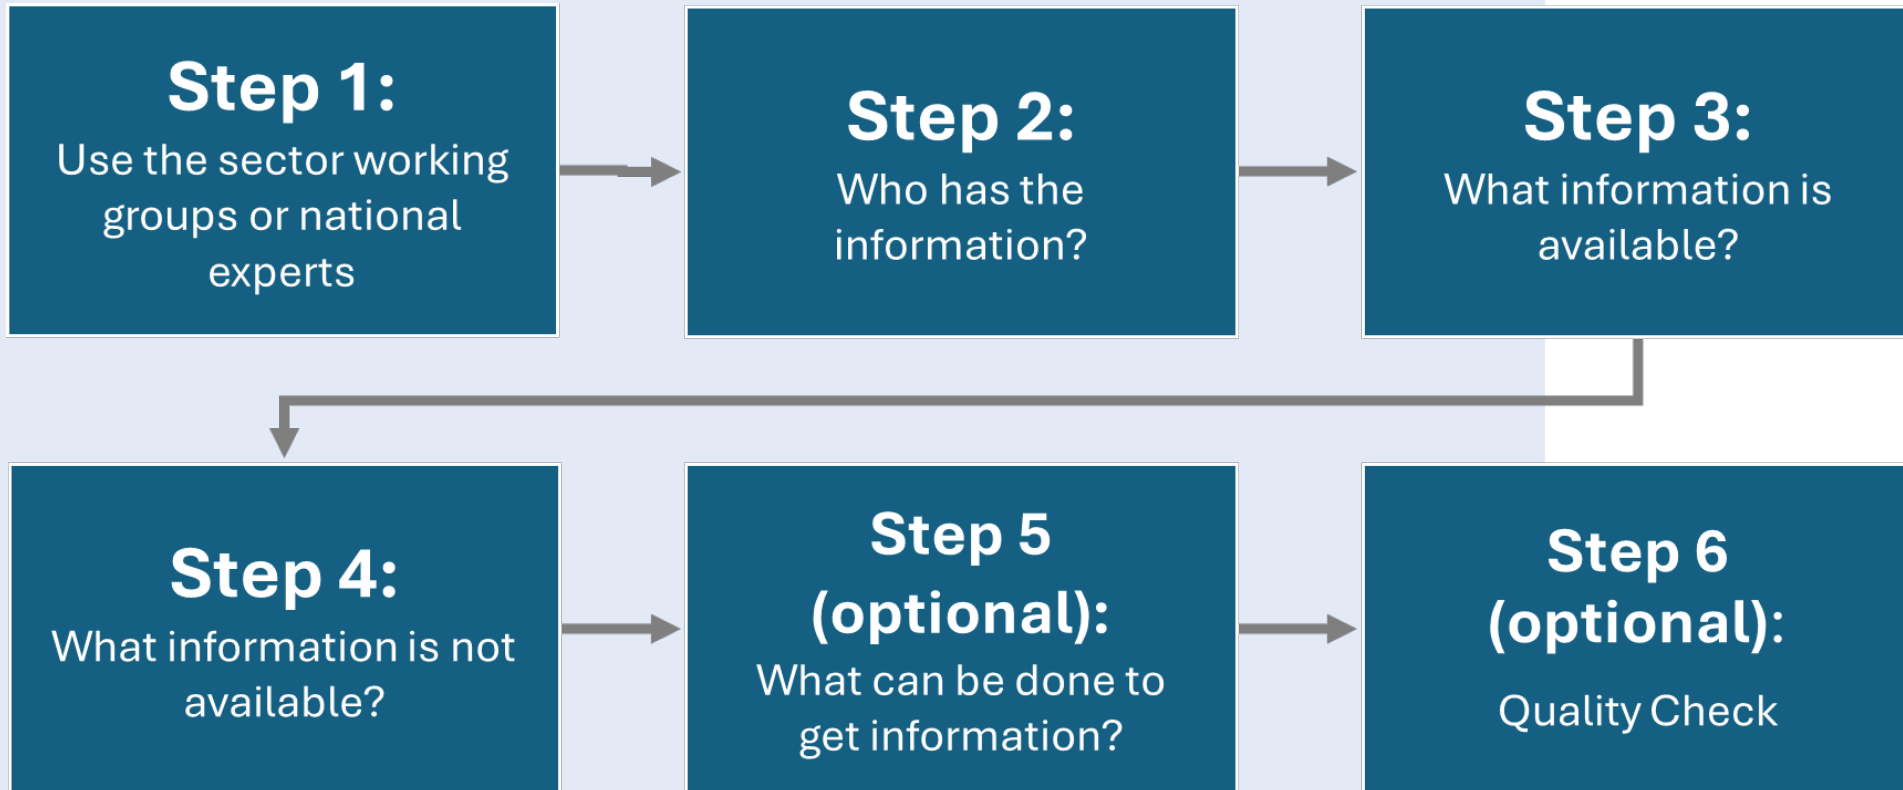 Step 1:
Use the sector working
groups or national
experts
Step 2:
Who has the
information?
Step 3:
What information is
available?
Step 4:
What information is not
available?
Step 5
(optional):
What can be done to
get information?
Step 6
(optional):
Quality Check